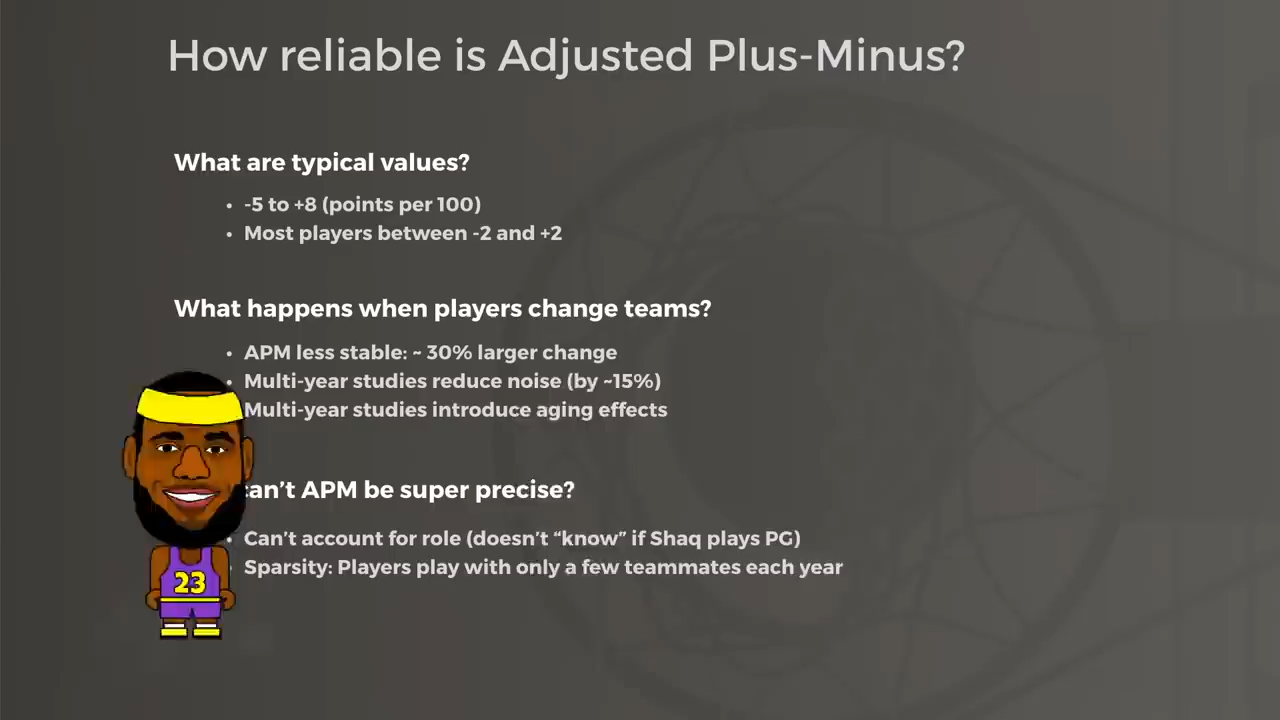 How reliable is Adjusted Plus-Minus?
What are typical values?
• -5 to +8 (points per 100)
• Most players between -2 and +2
What happens when players change teams?
• APM less stable: ~ 30% larger change
• Multi-year studies reduce noise (by ~15%)
Multi-year studies introduce aging effects
can’t APM be super precise?
• Can’t account for role (doesn’t “know” if Shaq plays PG)
• Sparsity: Players play with only a few teammates each year
23